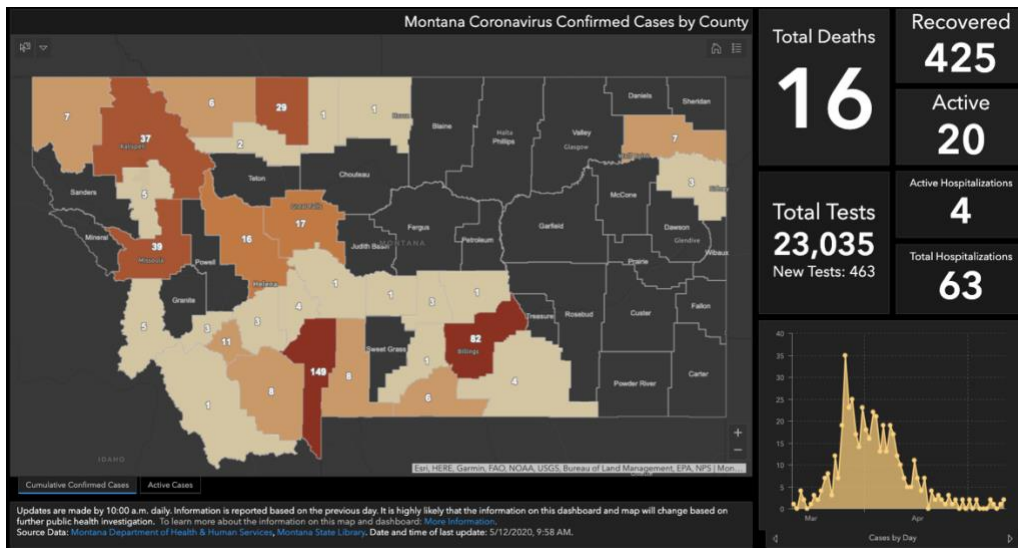 Montana Coronavirus Confirmed Cases by County
Total Deaths
16
Recovered
425
Active
20
Total Tests
23,035
New Tests: 463
Active Hospitalizations
4
Total Hospitalizations
63
7
37
Kalispell
6
29
1
1
2
Blaine
Phillips
Valley
Glasgow
Daniels
Sheridan
7
3
Sidney
Sanders
5
Teton
Chouteau
McCone
Mineral
39
Missoula
Powell
16
Helena
Great Falls
17
Judith Basin
Fergus
MONTANA
Petroleum
Garfield
Dawson
Glendive
Prairie
Wibaux
Granite
5
3
11
3
4
1
1
3
1
Treasure
Rosebud
Custer
Fallon
1
8
149
8
Sweet Grass
1
82
Billings
6
4
Powder River
Carter
IDAHO
+
−
Esri, HERE, Garmin, FAO, NOAA, USGS, Bureau of Land Management, EPA, NPS | Mon...
Cumulative Confirmed Cases
Active Cases
Updates are made by 10:00 a.m. daily. Information is reported based on the previous day. It is highly likely that the information on this dashboard and map will change based on
further public health investigation. To learn more about the information on this map and dashboard: More Information.
Source Data: Montana Department of Health & Human Services, Montana State Library. Date and time of last update: 5/12/2020, 9:58 AM.
40
35
30
25
20
15
10
5
0
Mar
Apr
Cases by Day